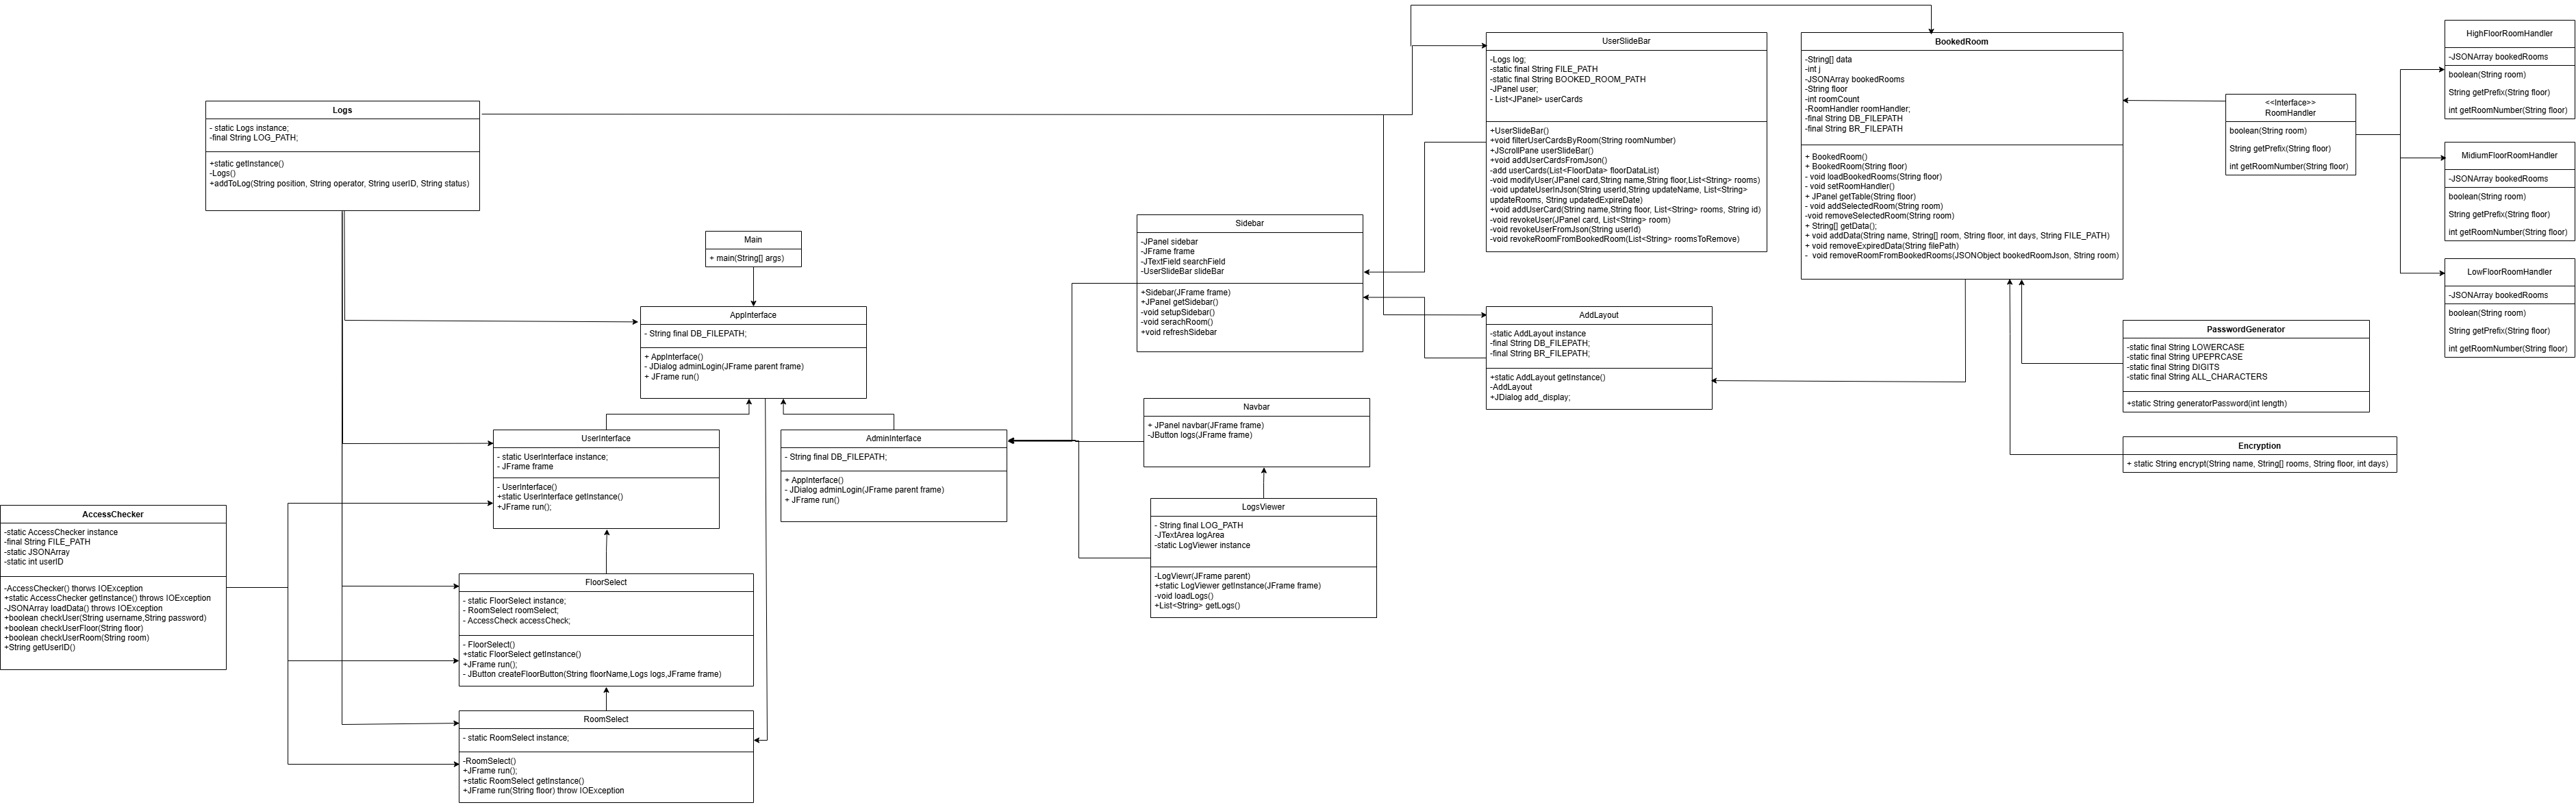 Logs
- static Logs instance;
-final String LOG_PATH;
+static getInstance()
-Logs()
+addToLog(String position, String operator, String userID, String status)
Main
+ main(String[] args)
AppInterface
- String final DB_FILEPATH;
+ AppInterface()
- JDialog adminLogin(JFrame parent frame)
+ JFrame run()
UserInterface
- static UserInterface instance;
- JFrame frame
- UserInterface()
+static UserInterface getInstance()
+JFrame run();
AdminInterface
- String final DB_FILEPATH;
+ AppInterface()
- JDialog adminLogin(JFrame parent frame)
+ JFrame run()
AccessChecker
-static AccessChecker instance
-final String FILE_PATH
-static JSONArray
-static int userID
-AccessChecker() thorws IOException
+static AccessChecker getInstance() throws IOException
-JSONArray loadData() throws IOException
+boolean checkUser(String username,String password)
+boolean checkUserFloor(String floor)
+boolean checkUserRoom(String room)
+String getUserID()
FloorSelect
- static FloorSelect instance;
- RoomSelect roomSelect;
- AccessCheck accessCheck;
- FloorSelect()
+static FloorSelect getInstance()
+JFrame run();
- JButton createFloorButton(String floorName,Logs logs,JFrame frame)
RoomSelect
- static RoomSelect instance;
-RoomSelect()
+JFrame run();
+static RoomSelect getInstance()
+JFrame run(String floor) throw IOException
Sidebar
-JPanel sidebar
-JFrame frame
-JTextField searchField
-UserSlideBar slideBar
+Sidebar(JFrame frame)
+JPanel getSidebar()
-void setupSidebar()
-void serachRoom()
+void refreshSidebar
Navbar
+ JPanel navbar(JFrame frame)
-JButton logs(JFrame frame)
LogsViewer
- String final LOG_PATH
-JTextArea logArea
-static LogViewer instance
-LogViewr(JFrame parent)
+static LogViewer getInstance(JFrame frame)
-void loadLogs()
+List<String> getLogs()
UserSlideBar
-Logs log;
-static final String FILE_PATH
-static final String BOOKED_ROOM_PATH
-JPanel user;
- List<JPanel> userCards
+UserSlideBar()
+void filterUserCardsByRoom(String roomNumber)
+JScrollPane userSlideBar()
+void addUserCardsFromJson()
-add userCards(List<FloorData> floorDataList)
-void modifyUser(JPanel card,String name,String floor,List<String> rooms)
-void updateUserInJson(String userId,String updateName, List<String>
updateRooms, String updatedExpireDate)
+void addUserCard(String name,String floor, List<String> rooms, String id)
-void revokeUser(JPanel card, List<String> room)
-void revokeUserFromJson(String userId)
-void revokeRoomFromBookedRoom(List<String> roomsToRemove)
AddLayout
-static AddLayout instance
-final String DB_FILEPATH;
-final String BR_FILEPATH;
+static AddLayout getInstance()
-AddLayout
+JDialog add_display;
BookedRoom
-String[] data
-int j
-JSONArray bookedRooms
-String floor
-int roomCount
-RoomHandler roomHandler;
-final String DB_FILEPATH
-final String BR_FILEPATH
+ BookedRoom()
+ BookedRoom(String floor)
- void loadBookedRooms(String floor)
- void setRoomHandler()
+ JPanel getTable(String floor)
- void addSelectedRoom(String room)
-void removeSelectedRoom(String room)
+ String[] getData();
+ void addData(String name, String[] room, String floor, int days, String FILE_PATH)
+ void removeExpiredData(String filePath)
- void removeRoomFromBookedRooms(JSONObject bookedRoomJson, String room)
<<Interface>>
RoomHandler
boolean(String room)
String getPrefix(String floor)
int getRoomNumber(String floor)
HighFloorRoomHandler
-JSONArray bookedRooms
boolean(String room)
String getPrefix(String floor)
int getRoomNumber(String floor)
MidiumFloorRoomHandler
-JSONArray bookedRooms
boolean(String room)
String getPrefix(String floor)
int getRoomNumber(String floor)
LowFloorRoomHandler
-JSONArray bookedRooms
boolean(String room)
String getPrefix(String floor)
int getRoomNumber(String floor)
PasswordGenerator
-static final String LOWERCASE
-static final String UPEPRCASE
-static final String DIGITS
-static final String ALL_CHARACTERS
+static String generatorPassword(int length)
Encryption
+ static String encrypt(String name, String[] rooms, String floor, int days)